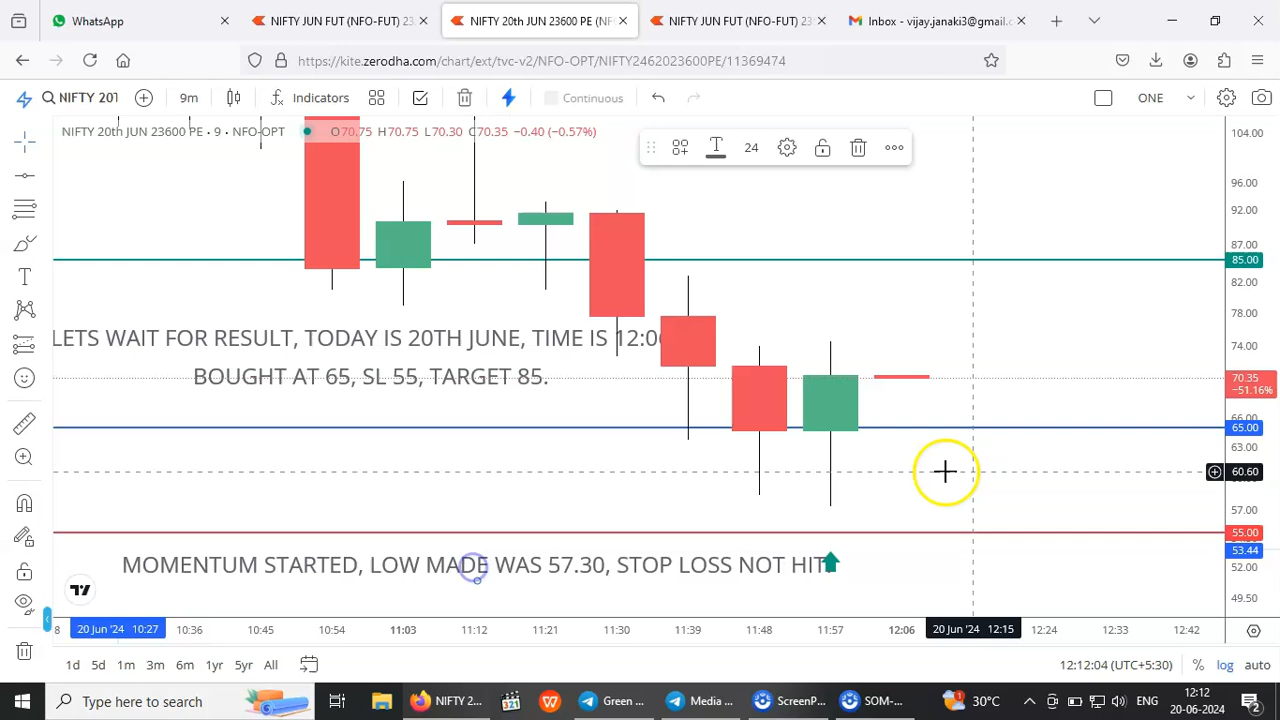 WhatsApp
NIFTY JUN FUT (NFO-FUT) 23
NIFTY 20th JUN 23600 PE (NF
NIFTY JUN FUT (NFO-FUT) 23
Inbox - vijay.janaki3@gmail.c
https://kite.zerodha.com/chart/ext/tvc-v2/NFO-OPT/NIFTY2462023600PE/11369474
NIFTY 20T
9m
Indicators
Continuous
ONE
NIFTY 20th JUN 23600 PE · 9 · NFO-OPT
O70.75 H70.75 L70.30 C70.35 −0.40 (−0.57%)
24
104.00
96.00
92.00
87.00
85.00
82.00
78.00
74.00
70.35
−51.16%
66.00
65.00
63.00
60.60
57.00
55.00
53.44
52.00
49.50
LETS WAIT FOR RESULT, TODAY IS 20TH JUNE, TIME IS 12:06
BOUGHT AT 65, SL 55, TARGET 85.
MOMENTUM STARTED, LOW MADE WAS 57.30, STOP LOSS NOT HIT
8
20 Jun '24 10:27
10:36
10:45
10:54
11:03
11:12
11:21
11:30
11:39
11:48
11:57
12:06
20 Jun '24 12:15
12:24
12:33
12:42
1d 5d 1m 3m 6m 1yr 5yr All
12:12:04 (UTC+5:30)
% log auto
Type here to search
NIFTY 2...
321
Green ...
Media ...
ScreenP...
SOM-...
30°C
ENG
12:12
20-06-2024